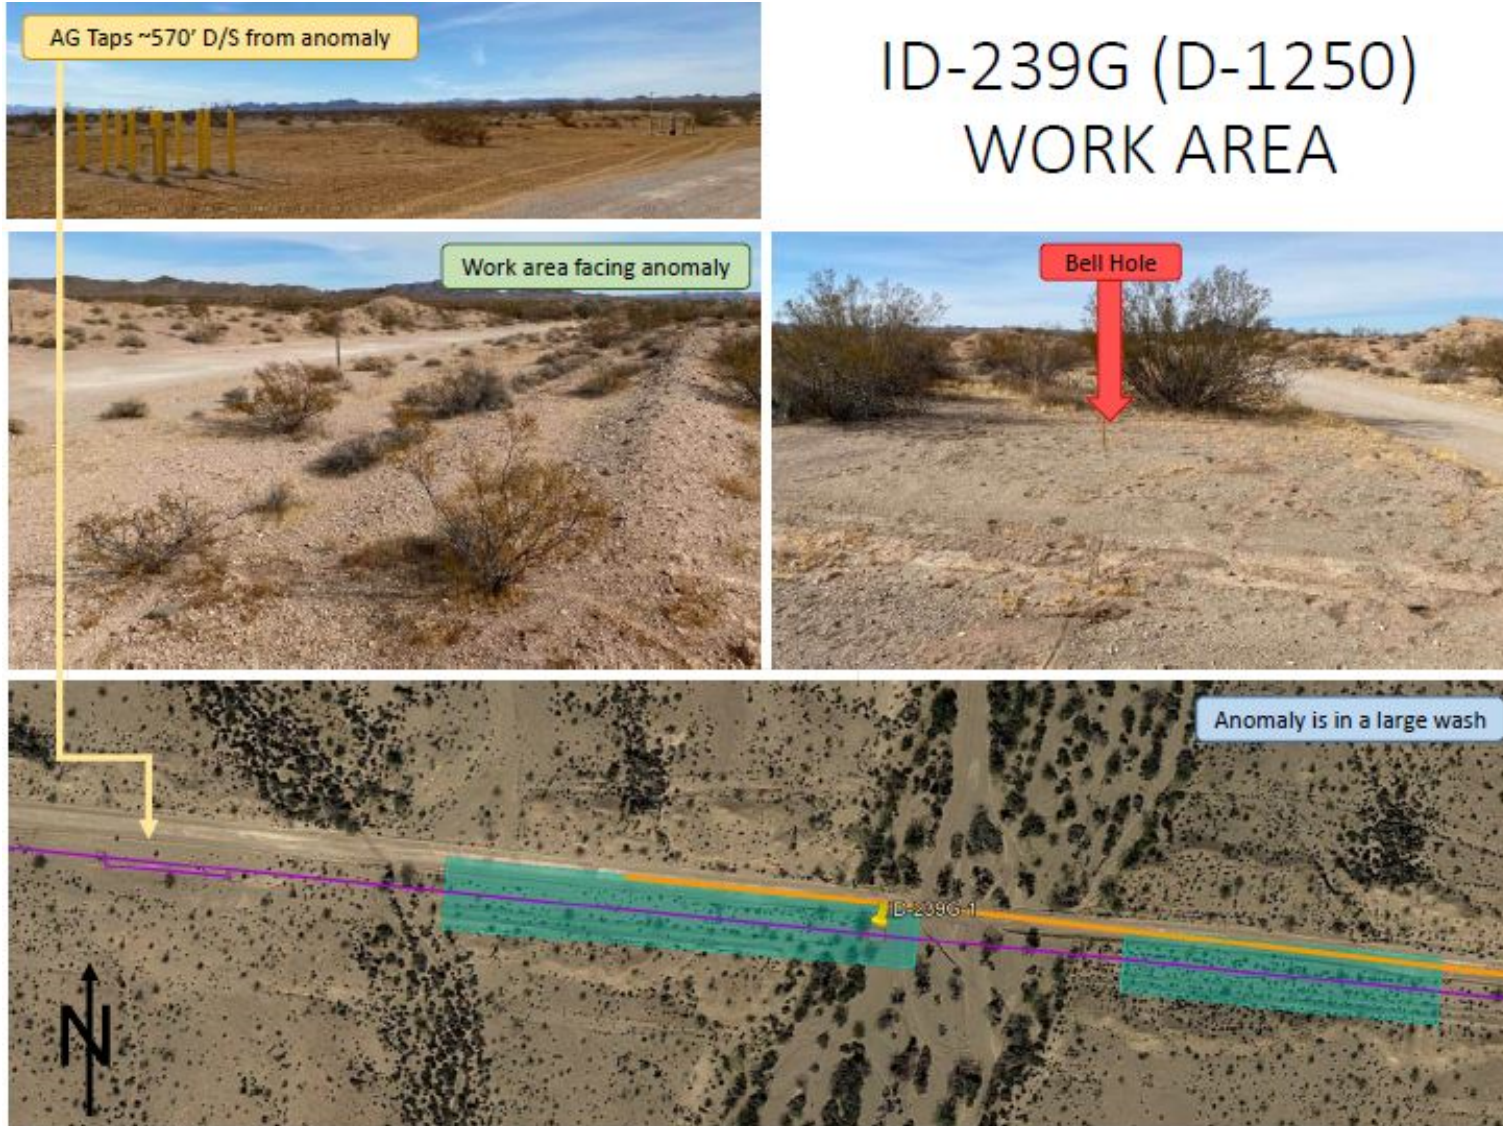 AG Taps ~570' D/S from anomaly
ID-239G (D-1250)
WORK AREA
Work area facing anomaly
Bell Hole
Anomaly is in a large wash
ID-239G-1
N